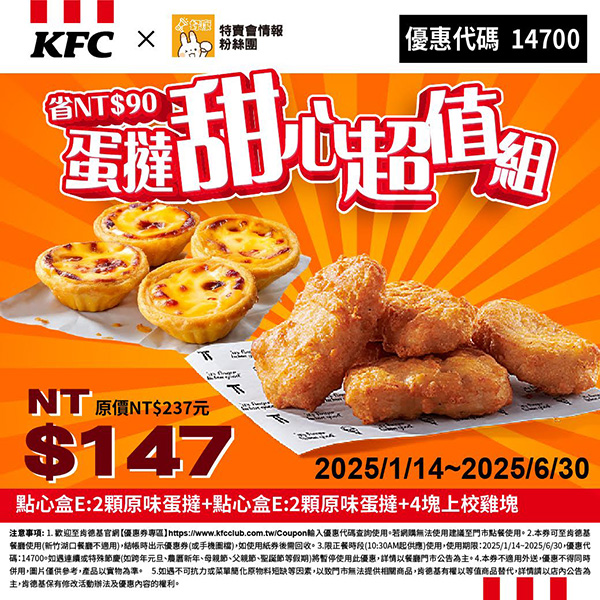 KFC × 好康 特賣會情報
粉絲團
優惠代碼 14700
省NT$90
蛋撻甜心超值組
NT 原價NT$237元
$147
2025/1/14~2025/6/30
點心盒E:2顆原味蛋撻+點心盒E:2顆原味蛋撻+4塊上校雞塊
注意事項: 1. 歡迎至肯德基官網【優惠券專區】https://www.kfcclub.com.tw/Coupon輸入優惠代碼查詢使用。若網購無法使用建議至門市點餐使用。2.本券可至肯德基
餐廳使用(新竹湖口餐廳不適用),結帳時出示優惠券(或手機圖檔),如使用紙券後需回收。3.限正餐時段(10:30AM起供應)使用,使用期限:2025/1/14~2025/6/30,優惠代
碼:14700。如遇連續或特殊節慶(如跨年元旦、農曆新年、母親節、父親節、聖誕節等假期)將暫停使用此優惠,詳情以餐廳門市公告為主。4.本券不適用外送,優惠不得同時
併用,圖片僅供參考,產品以實物為準。 5.如遇不可抗力或菜單簡化原物料短缺等因素,以致門市無法提供相關商品,肯德基有權以等值商品替代,詳情請以店內公告為
主,肯德基保有修改活動辦法及優惠內容的權利。